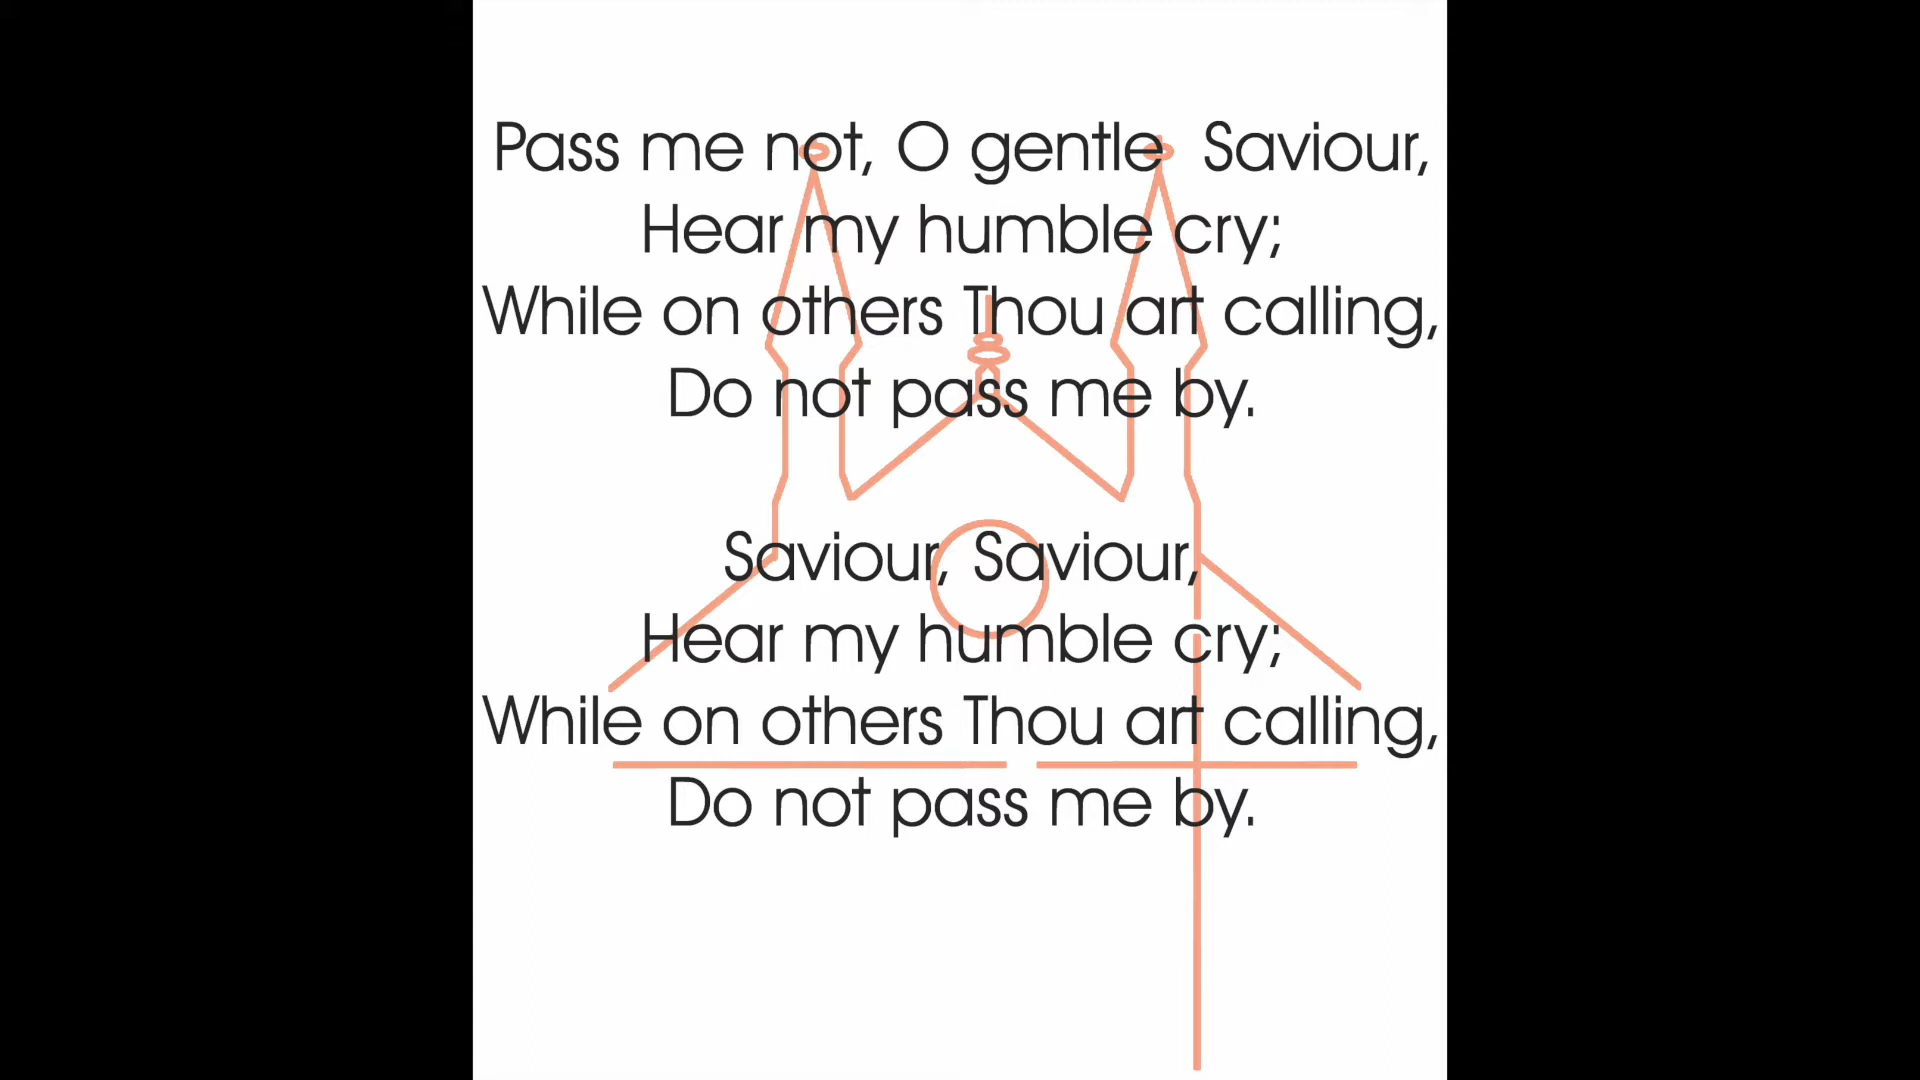 Pass me not, O gentle  Saviour,
Hear my humble cry;
While on others Thou art calling,
Do not pass me by.
Saviour, Saviour,
Hear my humble cry;
While on others Thou art calling,
Do not pass me by.